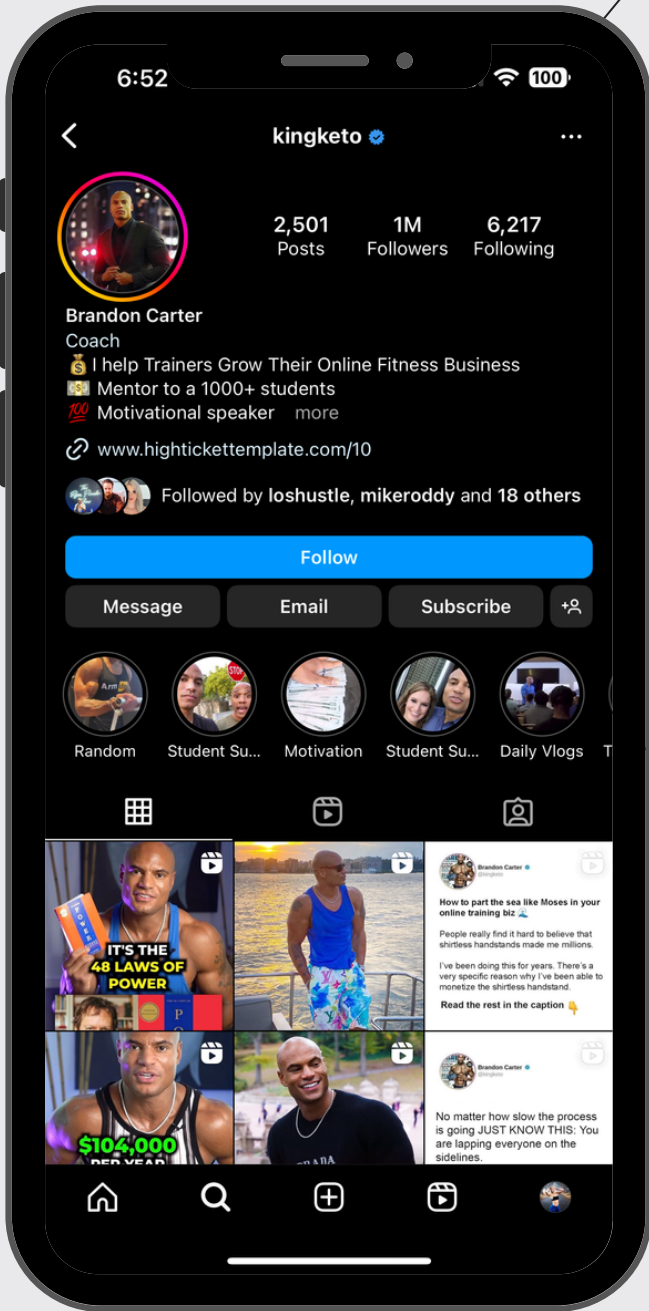 6:52
100
kingketo
2,501
Posts
1M
Followers
6,217
Following
Brandon Carter
Coach
💰 I help Trainers Grow Their Online Fitness Business
💵 Mentor to a 1000+ students
💯 Motivational speaker more
www.hightickettemplate.com/10
Followed by loshustle, mikeroddy and 18 others
Follow
Message
Email
Subscribe
STOP
Random
Student Su...
Motivation
Student Su...
Daily Vlogs
T
POWER
IT'S THE
48 LAWS OF
POWER
Brandon Carter
@kingketo
How to part the sea like Moses in your
online training biz 🌊
People really find it hard to believe that
shirtless handstands made me millions.
I've been doing this for years. There's a
very specific reason why I've been able to
monetize the shirtless handstand.
Read the rest in the caption 👇
$104,000
PER YEAR
Brandon Carter
@kingketo
No matter how slow the process
is going JUST KNOW THIS: You
are lapping everyone on the
sidelines.